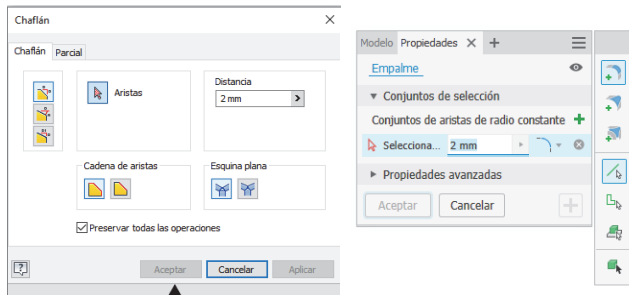 Chaflán
Chaflán Parcial
Aristas
Distancia
2 mm
Cadena de aristas
Esquina plana
Preservar todas las operaciones
Aceptar Cancelar Aplicar
Modelo Propiedades
Empalme
Conjuntos de selección
Conjuntos de aristas de radio constante
Selecciona... 2 mm
Propiedades avanzadas
Aceptar Cancelar